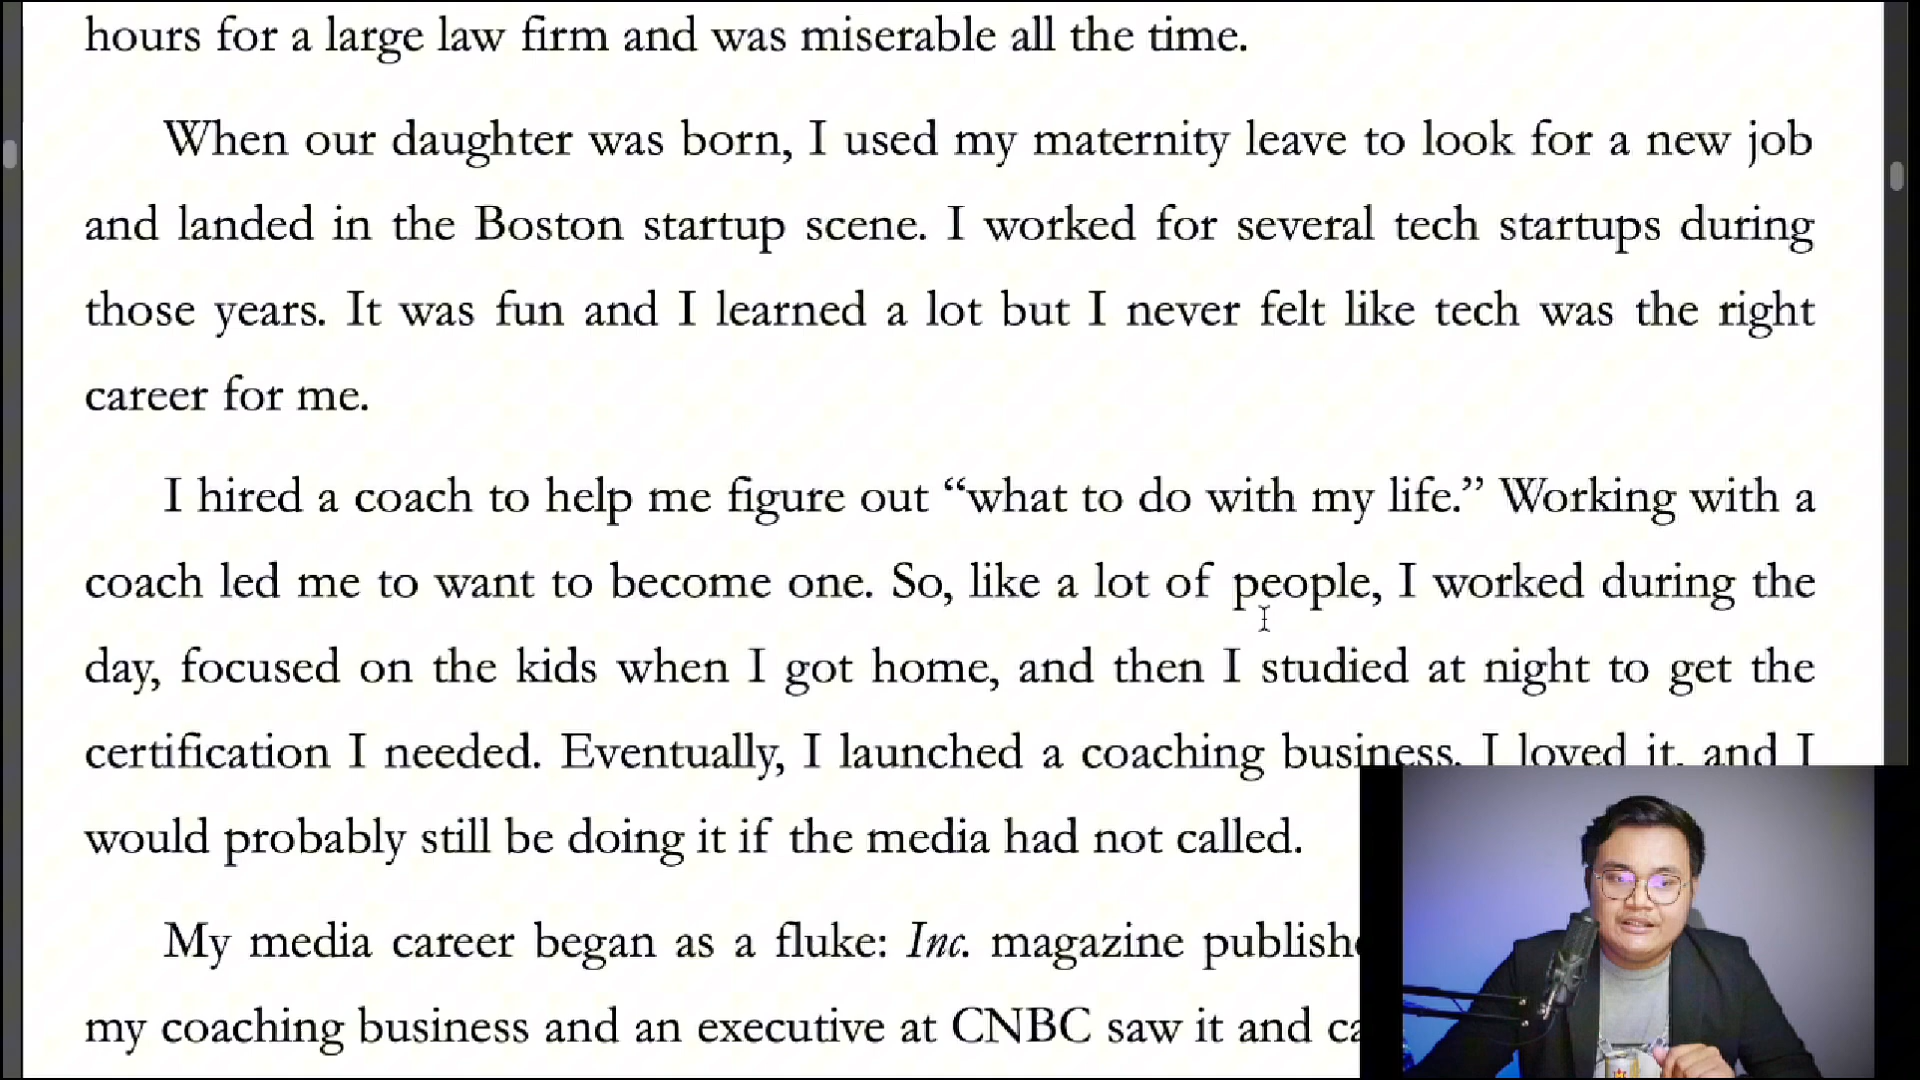 hours for a large law firm and was miserable all the time.
When our daughter was born, I used my maternity leave to look for a new job
and landed in the Boston startup scene. I worked for several tech startups during
those years. It was fun and I learned a lot but I never felt like tech was the right
career for me.
I hired a coach to help me figure out “what to do with my life.” Working with a
coach led me to want to become one. So, like a lot of people, I worked during the
day, focused on the kids when I got home, and then I studied at night to get the
certification I needed. Eventually, I launched a coaching business. I loved it, and I
would probably still be doing it if the media had not called.
My media career began as a fluke: Inc. magazine
my coaching business and an executive at CNBC saw it and